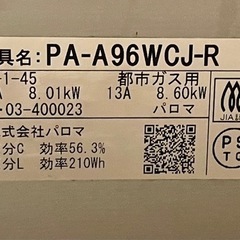 具名: PA-A96WCJ-R
-1-45 都市ガス用
A 8.01kW 13A 8.60kW
・03-400023 パロマ
式会社パロマ
分C 効率56.3%
分L 効率210Wh
JIA
PS
TG